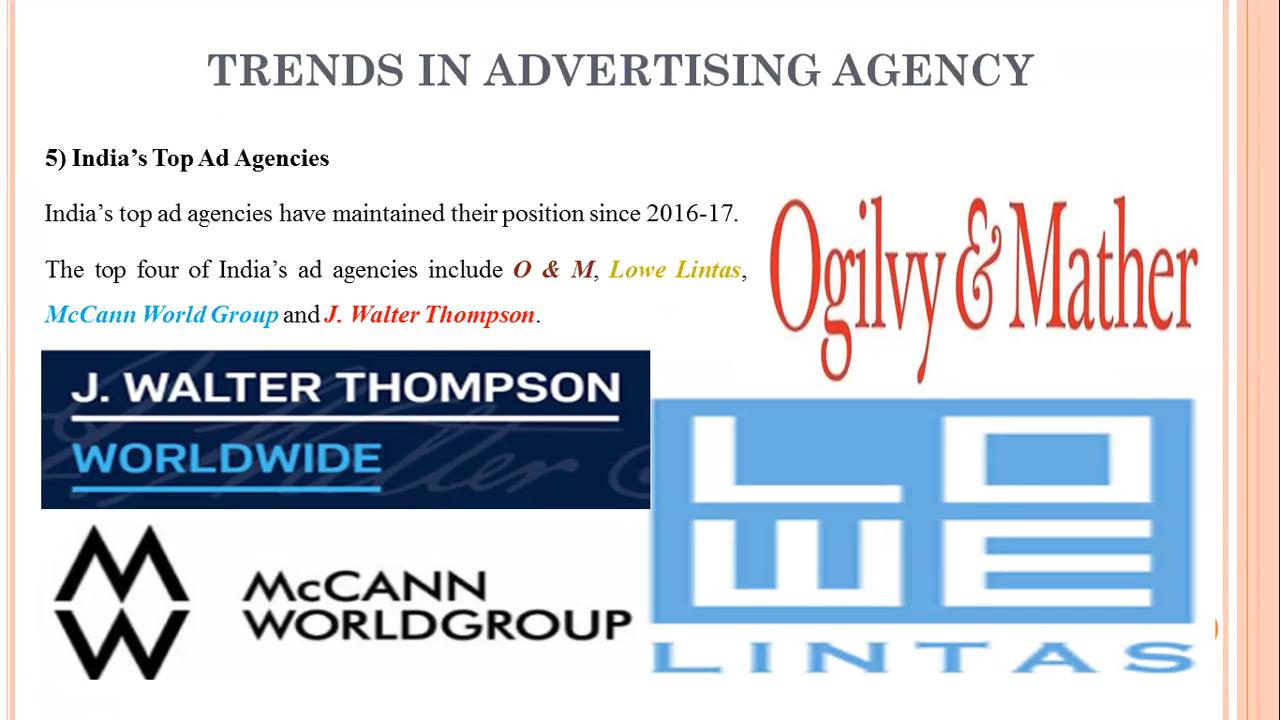 TRENDS IN ADVERTISING AGENCY
5) India’s Top Ad Agencies
India’s top ad agencies have maintained their position since 2016-17.
The top four of India’s ad agencies include O & M, Lowe Lintas,
McCann World Group and J. Walter Thompson.
Ogilvy & Mather
J. WALTER THOMPSON
WORLDWIDE
LOWE
LINTAS
MW
McCANN
WORLDGROUP